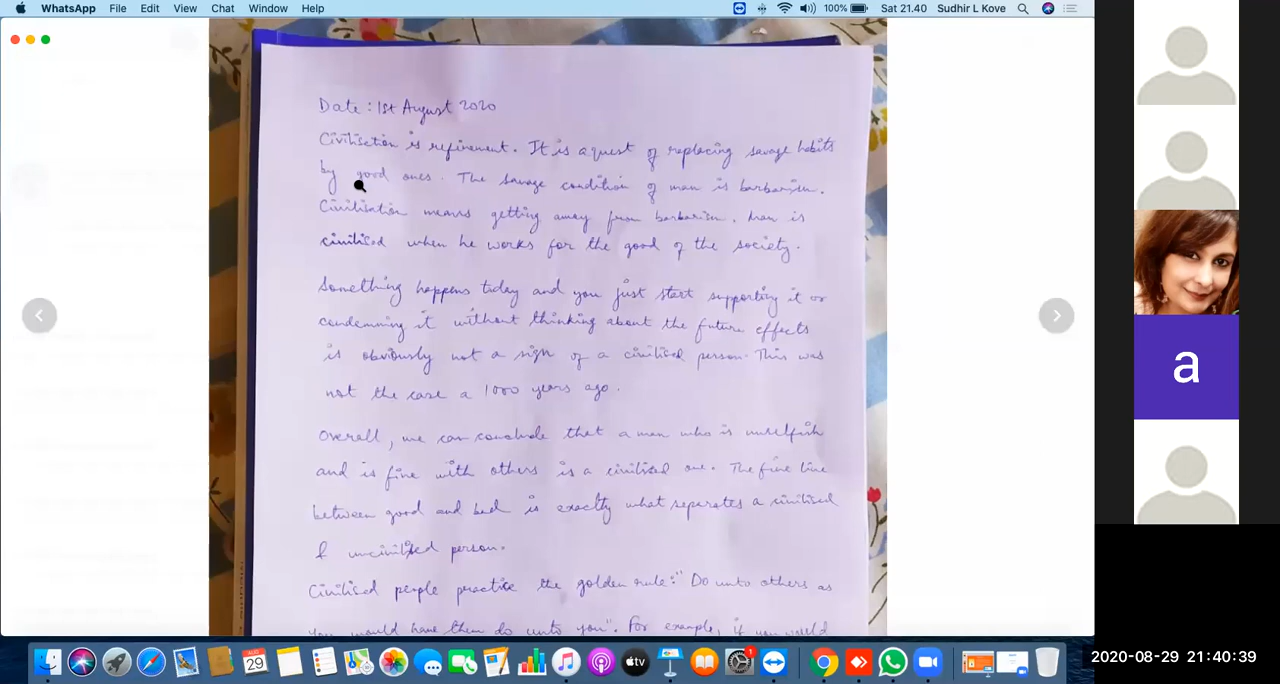 WhatsApp File Edit View Chat Window Help 100% Sat 21.40 Sudhir L Kove
Date : 1st August 2020
Civilisation is refinement. It is a quest of replacing savage habits
by good ones. The savage condition of man is barbarism.
Civilisation means getting away from barbarism. Man is
civilised when he works for the good of the society.
Something happens today and you just start supporting it or
condemning it without thinking about the future effects
is obviously not a sign of a civilised person. This was
not the case a 1000 years ago.
Overall, we can conclude that a man who is unselfish
and is fine with others is a civilised one. The fine line
between good and bad is exactly what seperates a civilised
& uncivilised person.
Civilised people practice the golden rule:" Do unto others as
you would have them do unto you". For example, if you would
a
AUG
29
tv
1
2020-08-29 21:40:39